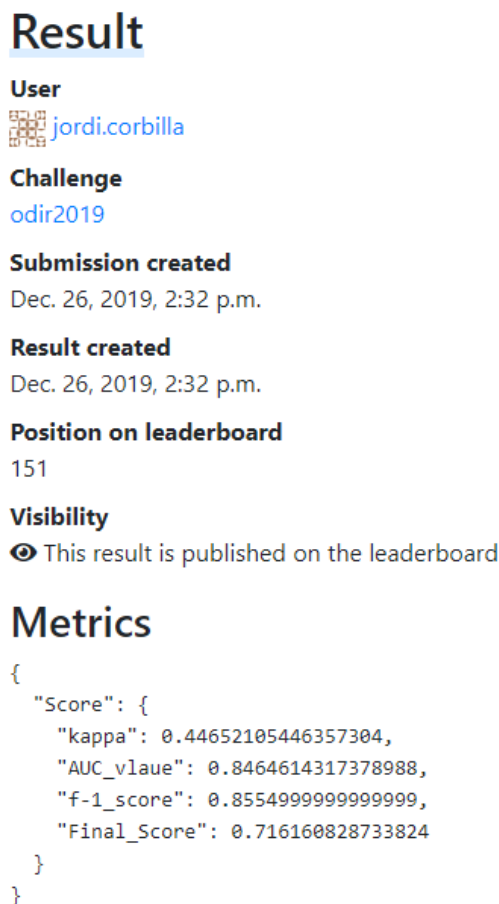 Result
User
jordi.corbilla
Challenge
odir2019
Submission created
Dec. 26, 2019, 2:32 p.m.
Result created
Dec. 26, 2019, 2:32 p.m.
Position on leaderboard
151
Visibility
This result is published on the leaderboard
Metrics
{
"Score": {
"kappa": 0.44652105446357304,
"AUC_vlaue": 0.8464614317378988,
"f-1_score": 0.8554999999999999,
"Final_Score": 0.716160828733824
}
}